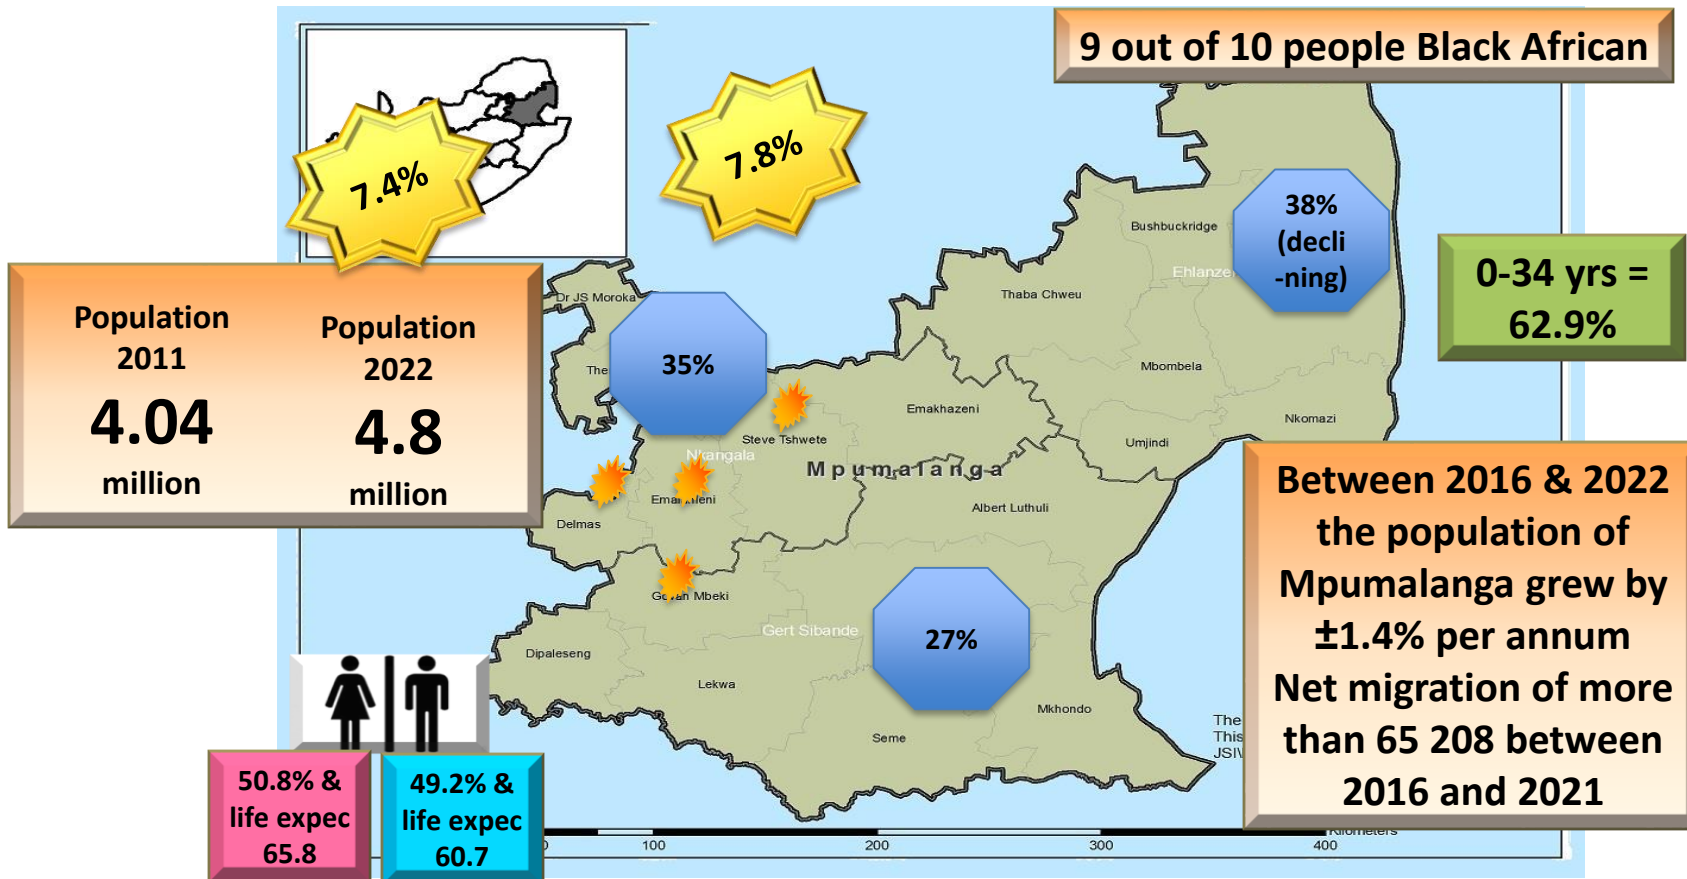 9 out of 10 people Black African
7.4%
7.8%
38%
(decli
-ning)
Bushbuckridge
0-34 yrs =
62.9%
Dr JS Moroka
Thaba Chweu
Population
2011
4.04
million
Population
2022
4.8
million
35%
The
Mbombela
Emakhazeni
Nkomazi
Steve Tshwete
Umjindi
Nkangala
Mpumalanga
Albert Luthuli
Delmas
Between 2016 & 2022
the population of
Mpumalanga grew by
±1.4% per annum
Net migration of more
than 65 208 between
2016 and 2021
Gert Sibande
27%
Dipaleseng
Lekwa
Mkhondo
Seme
The
This
50.8% &
life expec
65.8
49.2% &
life expec
60.7
0 100 200 300 400
Kilometers